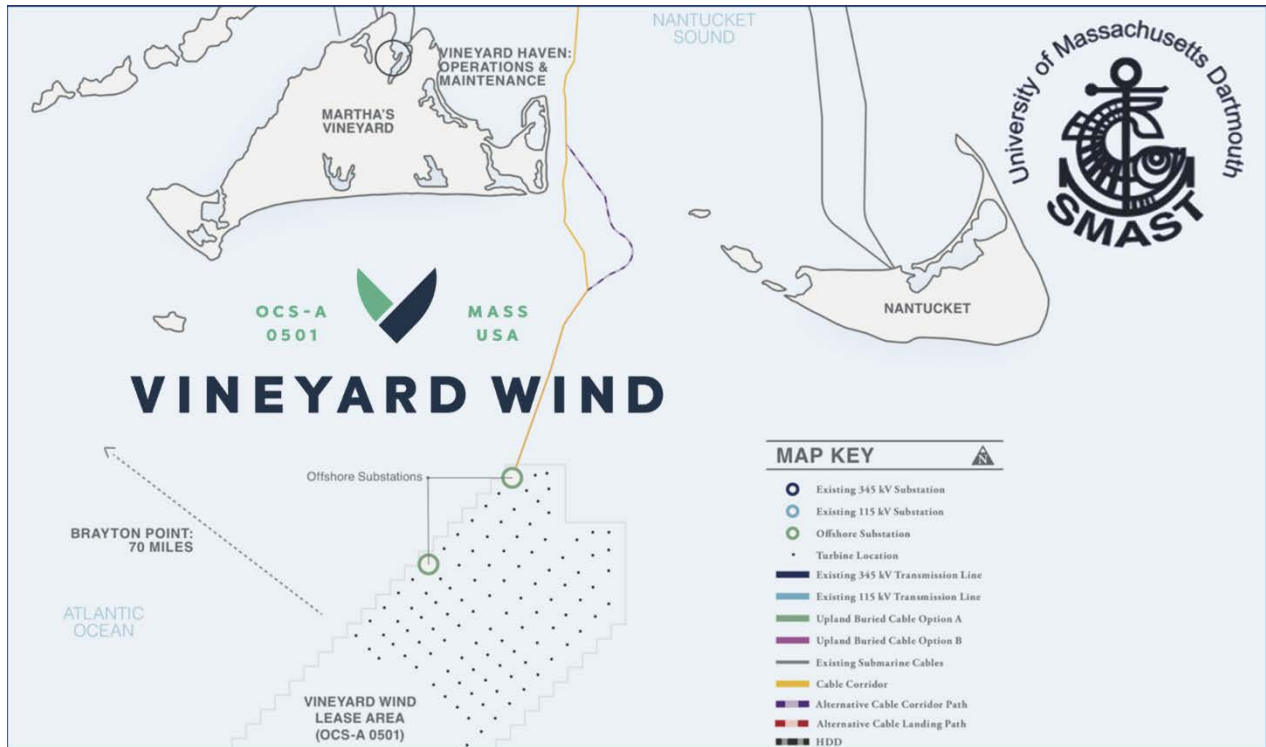 NANTUCKET
SOUND
VINEYARD HAVEN:
OPERATIONS &
MAINTENANCE
MARTHA'S
VINEYARD
University of Massachusetts Dartmouth
SMAST
NANTUCKET
OCS-A
0501
MASS
USA
VINEYARD WIND
Offshore Substations
BRAYTON POINT:
70 MILES
ATLANTIC
OCEAN
VINEYARD WIND
LEASE AREA
(OCS-A 0501)
MAP KEY
N
Existing 345 kV Substation
Existing 115 kV Substation
Offshore Substation
Turbine Location
Existing 345 kV Transmission Line
Existing 115 kV Transmission Line
Upland Buried Cable Option A
Upland Buried Cable Option B
Existing Submarine Cables
Cable Corridor
Alternative Cable Corridor Path
Alternative Cable Landing Path
HDD